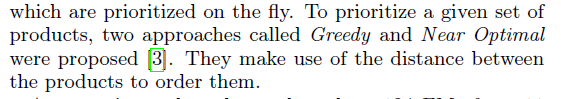 which are prioritized on the fly. To prioritize a given set of
products, two approaches called Greedy and Near Optimal
were proposed [3]. They make use of the distance between
the products to order them.